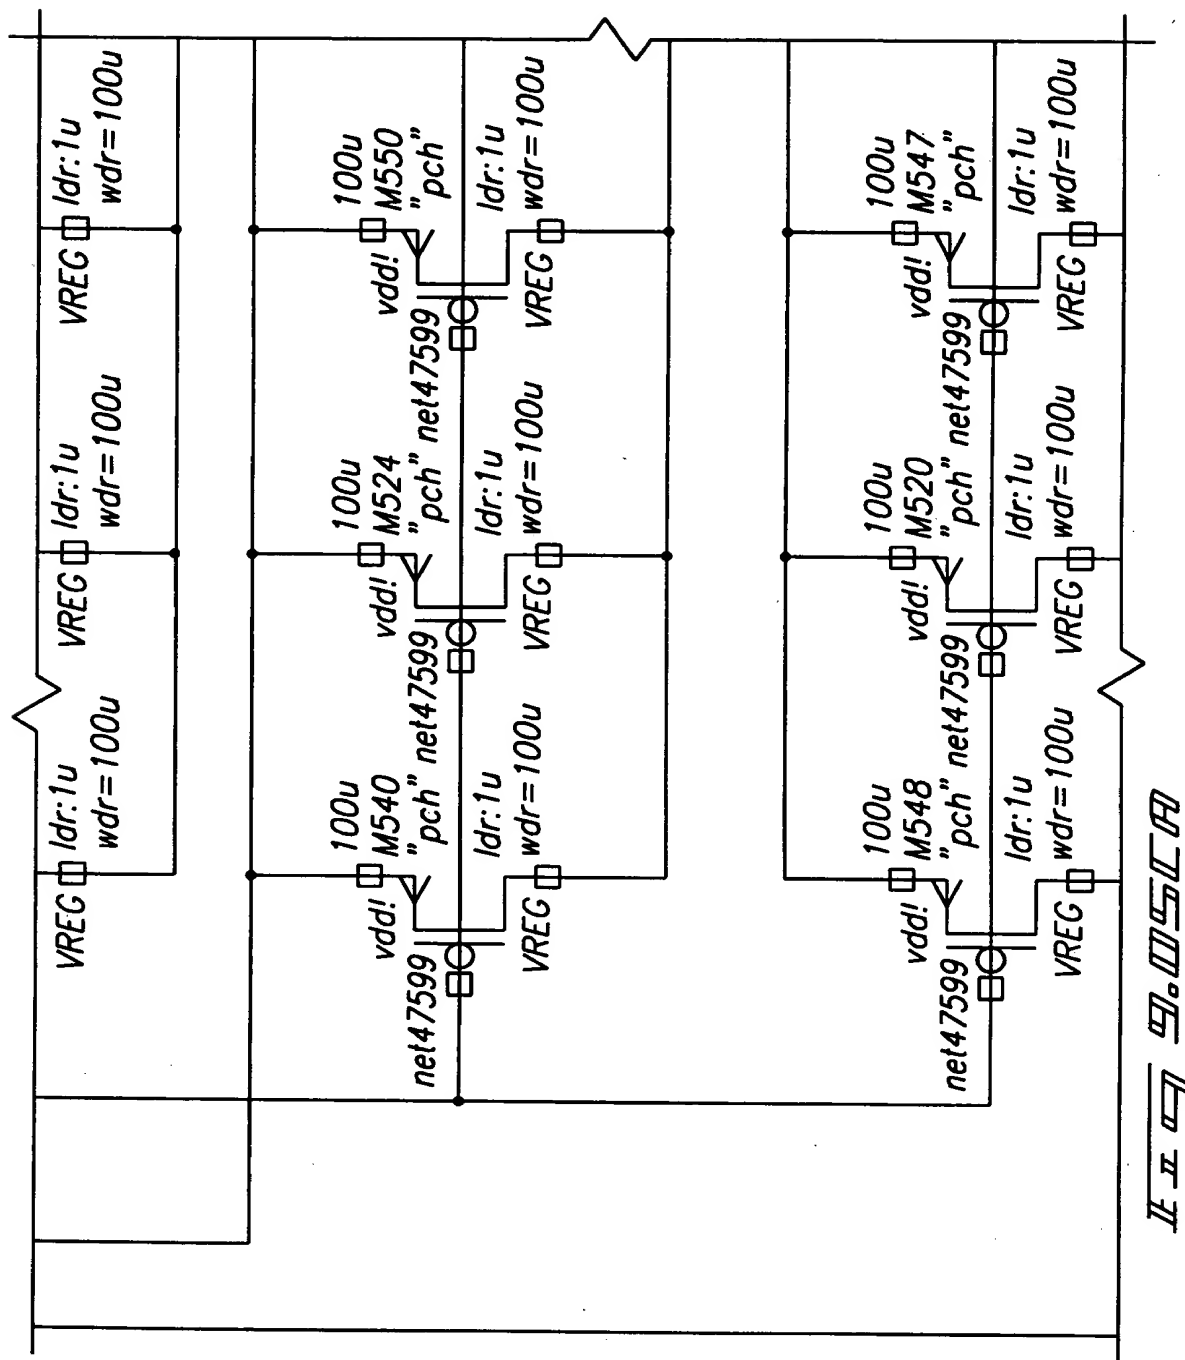 VREG
ldr:1u
wdr=100u
VREG
ldr:1u
wdr=100u
VREG
ldr:1u
wdr=100u
100u
M540
"pch"
vdd!
net47599
ldr:1u
wdr=100u
VREG
100u
M524
"pch"
vdd!
net47599
ldr:1u
wdr=100u
VREG
100u
M550
"pch"
vdd!
net47599
ldr:1u
wdr=100u
VREG
100u
M548
"pch"
vdd!
net47599
ldr:1u
wdr=100u
VREG
100u
M520
"pch"
vdd!
net47599
ldr:1u
wdr=100u
VREG
100u
M547
"pch"
vdd!
net47599
ldr:1u
wdr=100u
VREG
FIG 9.05CA